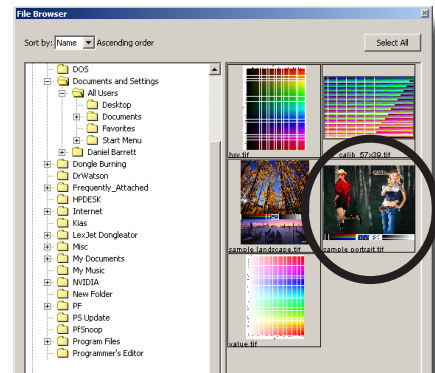 File Browser
Sort by: Name Ascending order
Select All
DOS
Documents and Settings
All Users
Desktop
Documents
Favorites
Start Menu
Daniel Barrett
Dongle Burning
DrWatson
Frequently_Attached
HPDESK
Internet
Kias
LexJet Dongleator
Misc
My Documents
My Music
NVIDIA
New Folder
PF
PS Update
PfSnoop
Program Files
Programmer's Editor
hsv.tif
calib_57x39.tif
sample landscape.tif
sample portrait.tif
value.tif